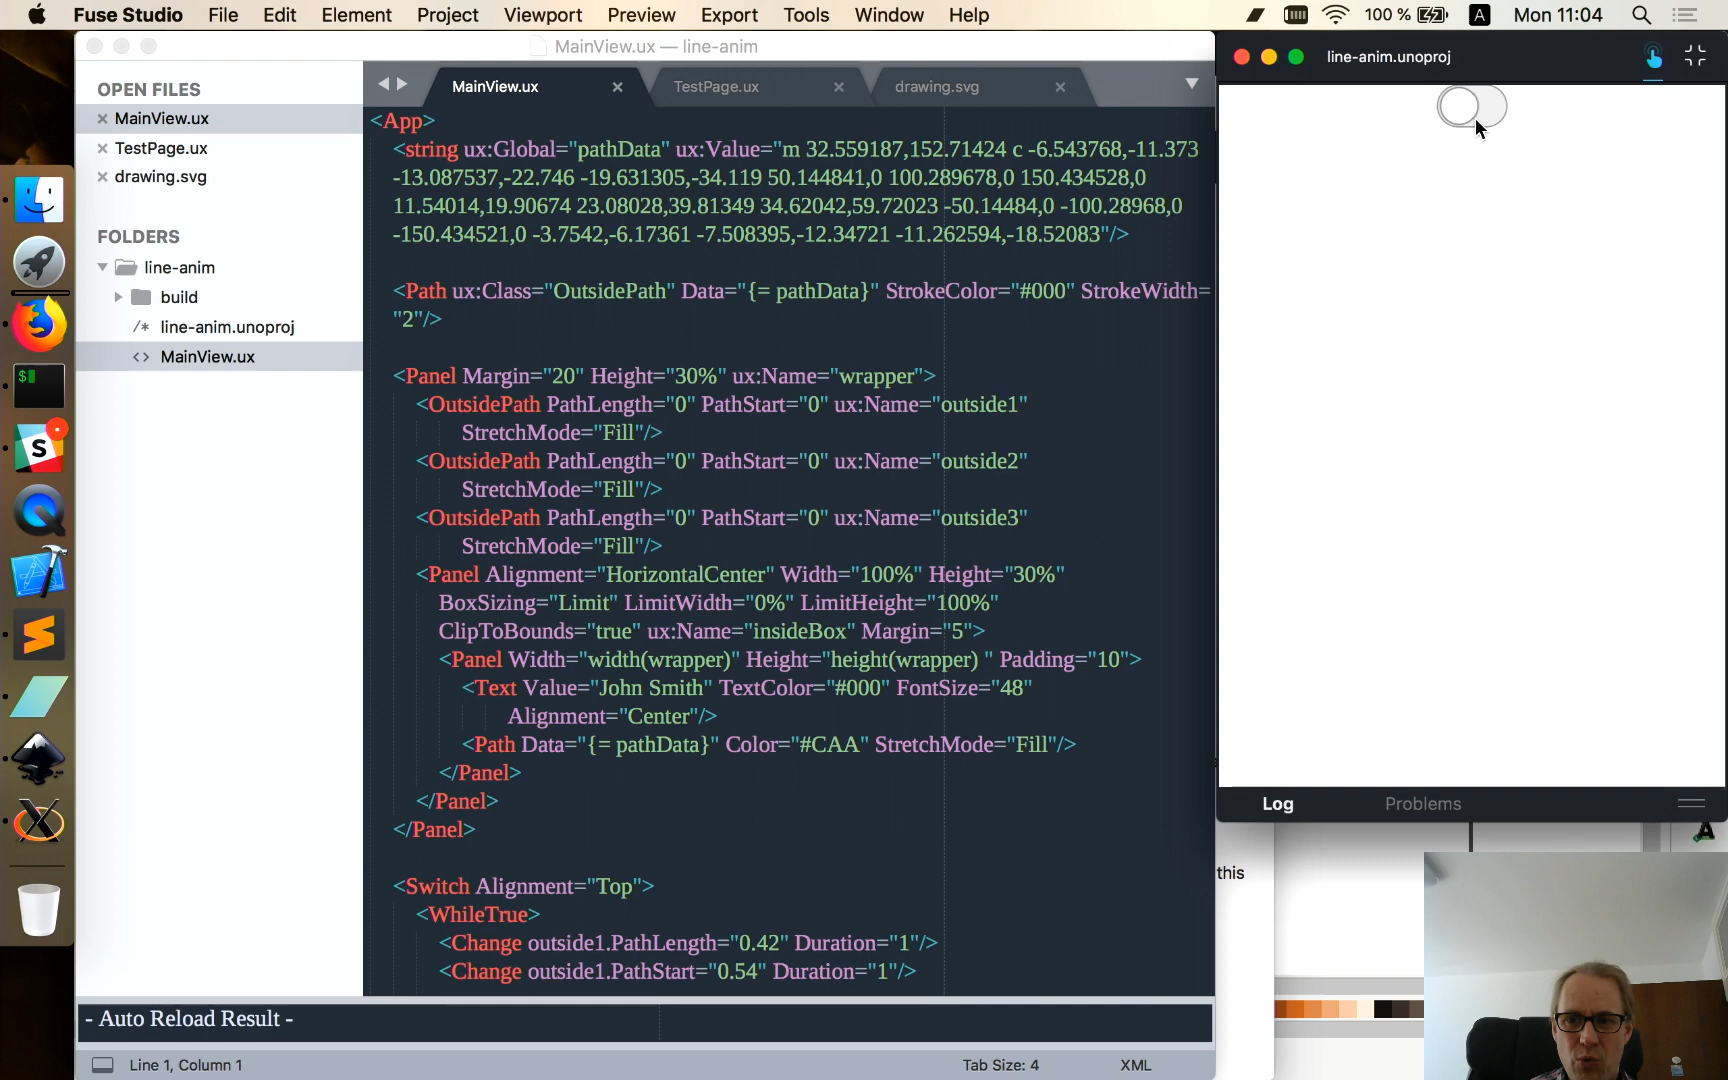 Fuse Studio File Edit Element Project Viewport Preview Export Tools Window Help 100 % A Mon 11:04
MainView.ux — line-anim
line-anim.unoproj
OPEN FILES
MainView.ux
TestPage.ux
drawing.svg
FOLDERS
line-anim
build
/* line-anim.unoproj
<> MainView.ux
MainView.ux TestPage.ux drawing.svg
<App>
<string ux:Global="pathData" ux:Value="m 32.559187,152.71424 c -6.543768,-11.373
-13.087537,-22.746 -19.631305,-34.119 50.144841,0 100.289678,0 150.434528,0
11.54014,19.90674 23.08028,39.81349 34.62042,59.72023 -50.14484,0 -100.28968,0
-150.434521,0 -3.7542,-6.17361 -7.508395,-12.34721 -11.262594,-18.52083"/>
<Path ux:Class="OutsidePath" Data="{= pathData}" StrokeColor="#000" StrokeWidth=
"2"/>
<Panel Margin="20" Height="30%" ux:Name="wrapper">
<OutsidePath PathLength="0" PathStart="0" ux:Name="outside1"
StretchMode="Fill"/>
<OutsidePath PathLength="0" PathStart="0" ux:Name="outside2"
StretchMode="Fill"/>
<OutsidePath PathLength="0" PathStart="0" ux:Name="outside3"
StretchMode="Fill"/>
<Panel Alignment="HorizontalCenter" Width="100%" Height="30%"
BoxSizing="Limit" LimitWidth="0%" LimitHeight="100%"
ClipToBounds="true" ux:Name="insideBox" Margin="5">
<Panel Width="width(wrapper)" Height="height(wrapper) " Padding="10">
<Text Value="John Smith" TextColor="#000" FontSize="48"
Alignment="Center"/>
<Path Data="{= pathData}" Color="#CAA" StretchMode="Fill"/>
</Panel>
</Panel>
</Panel>
<Switch Alignment="Top">
<WhileTrue>
<Change outside1.PathLength="0.42" Duration="1"/>
<Change outside1.PathStart="0.54" Duration="1"/>
Log Problems
this
- Auto Reload Result -
Line 1, Column 1 Tab Size: 4 XML
$
S
A